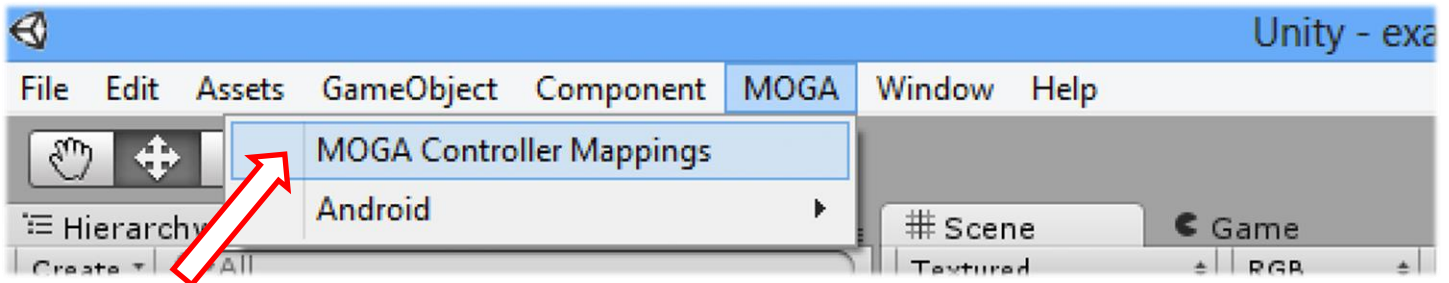 Unity - exa
File Edit Assets GameObject Component MOGA Window Help
MOGA Controller Mappings
Android
Hierarchy
# Scene
Game
Create
All
Textured
RGB